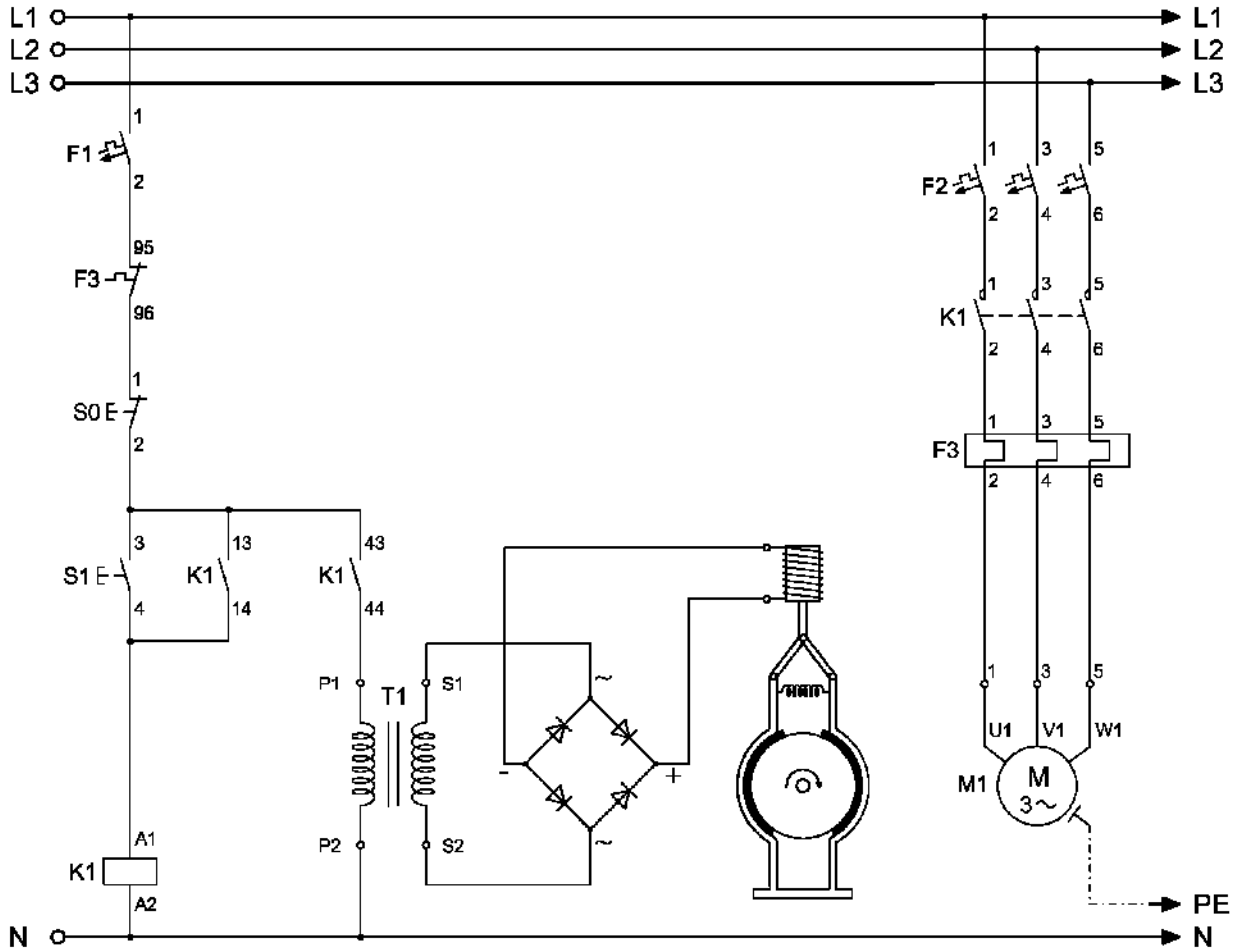 L1 L1
L2 L2
L3 L3
1
F1
2
1 3 5
F2
2 4 6
95
F3
96
1 3 5
K1
2 4 6
1
S0 E
2
1 3 5
F3
2 4 6
3 13 43
S1 E K1 K1
4 14 44
P1 T1 S1
~
1 3 5
U1 V1 W1
- +
M1 M
3~
P2 S2
~
A1
K1
A2
PE
N N